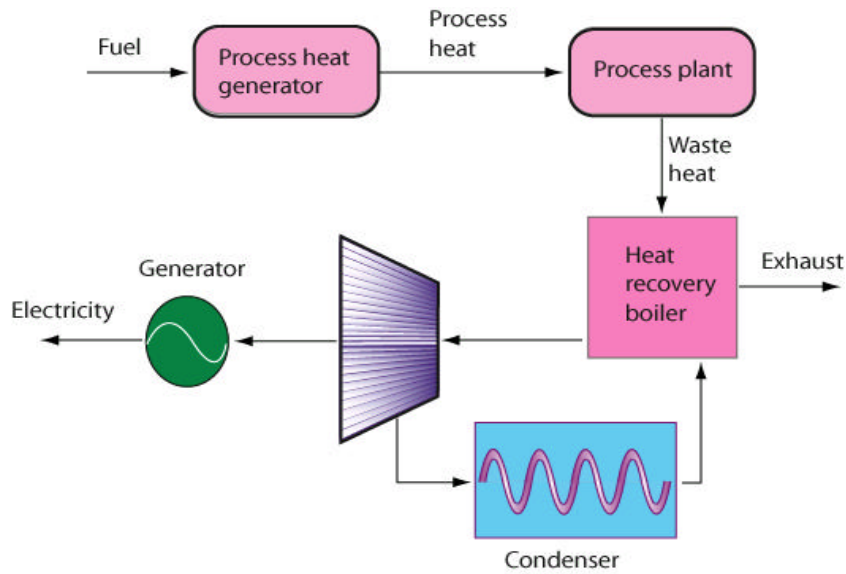 Fuel
Process heat
generator
Process
heat
Process plant
Waste
heat
Heat
recovery
boiler
Exhaust
Generator
Electricity
Condenser